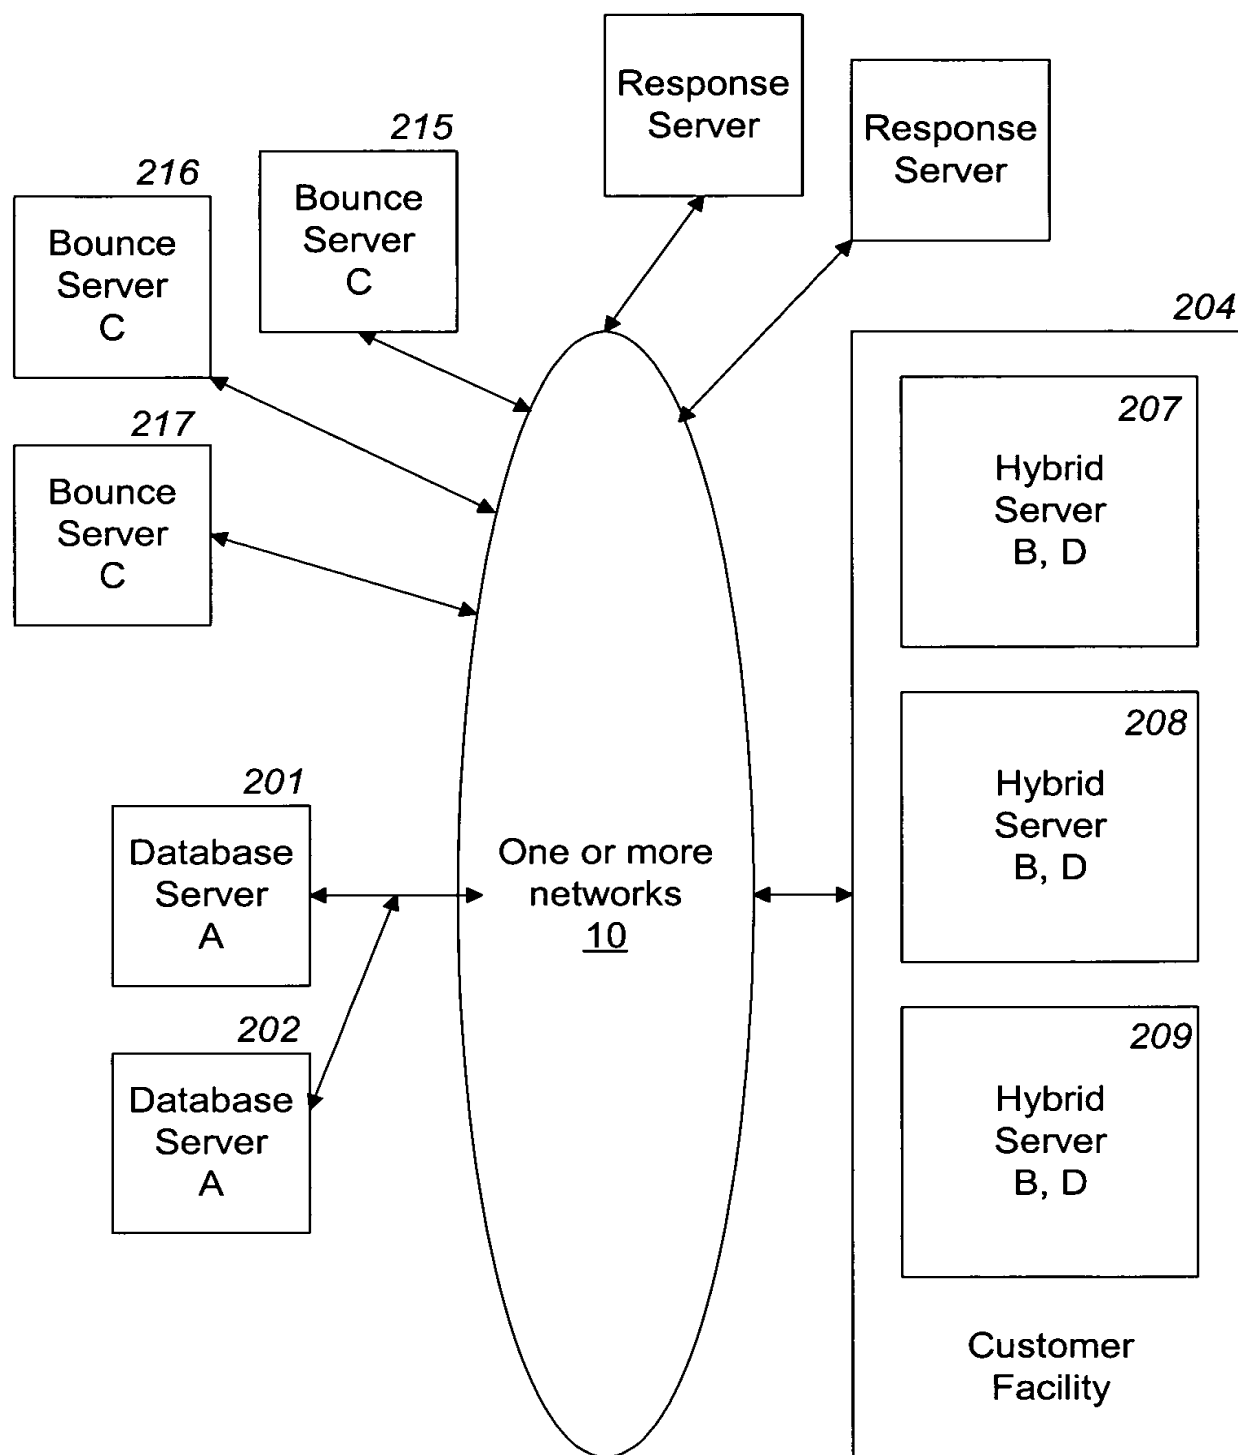 Response
Server
Response
Server
215
Bounce
Server
C
216
Bounce
Server
C
217
Bounce
Server
C
204
207
Hybrid
Server
B, D
208
Hybrid
Server
B, D
201
Database
Server
A
One or more
networks
10
202
Database
Server
A
209
Hybrid
Server
B, D
Customer
Facility